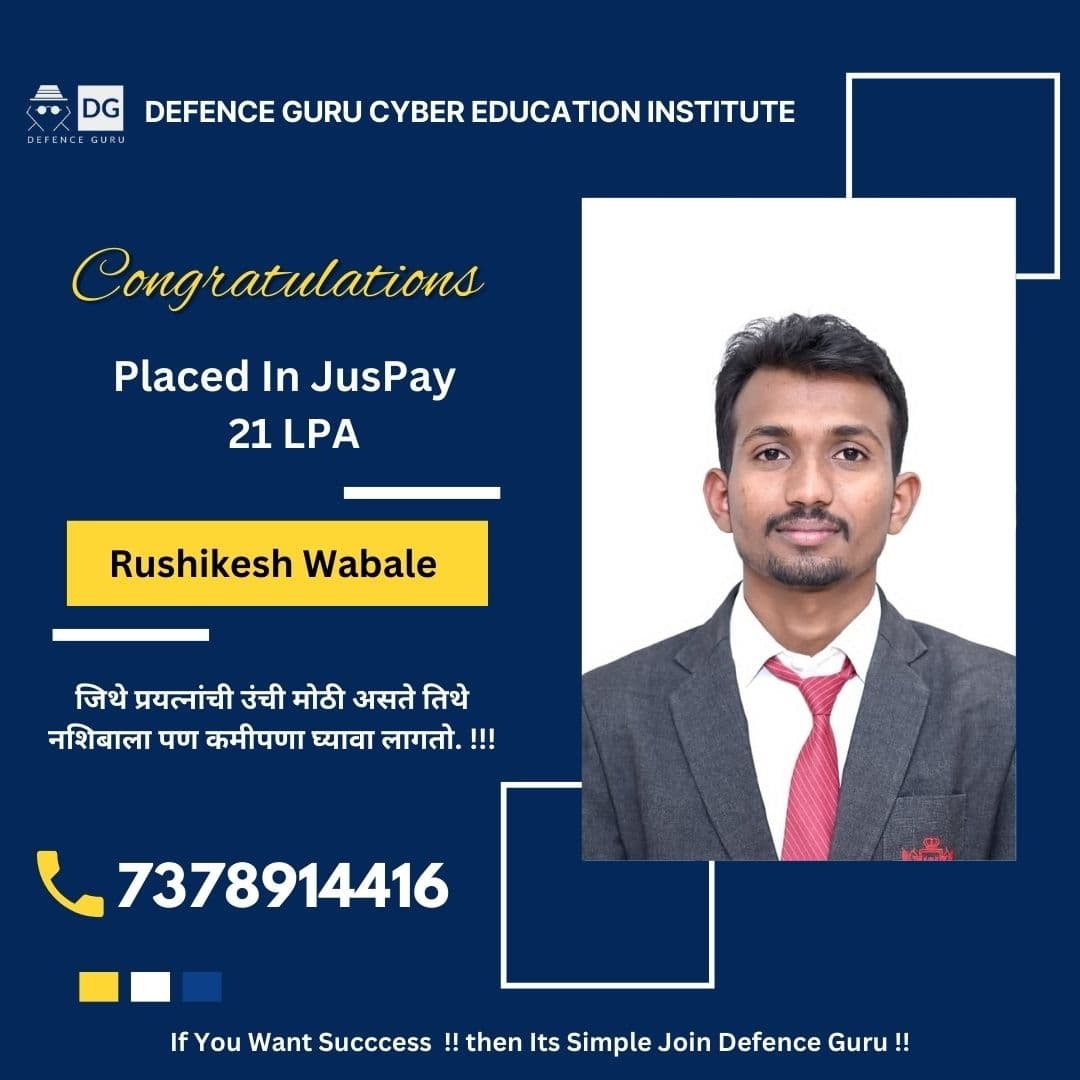 DG
DEFENCE GURU
DEFENCE GURU CYBER EDUCATION INSTITUTE
Congratulations
Placed In JusPay
21 LPA
Rushikesh Wabale
जिथे प्रयत्नांची उंची मोठी असते तिथे
नशिबाला पण कमीपणा घ्यावा लागतो. !!!
7378914416
If You Want Succcess !! then Its Simple Join Defence Guru !!